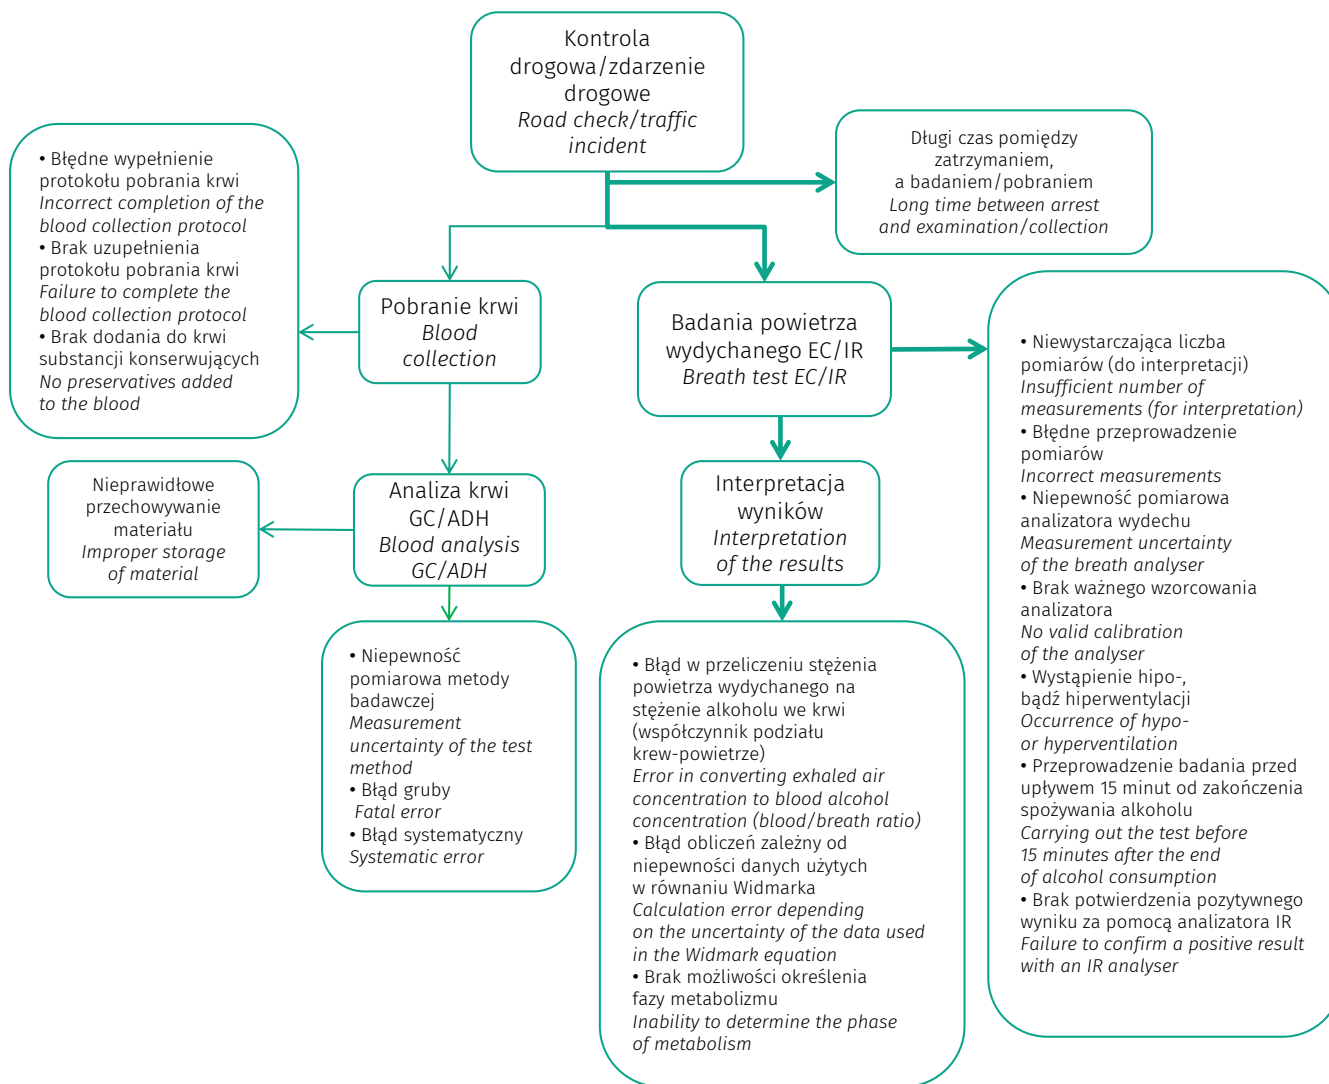 Kontrola
drogowa/zdarzenie
drogowe
Road check/traffic
incident
Długi czas pomiędzy
zatrzymaniem,
a badaniem/pobraniem
Long time between arrest
and examination/collection
• Błędne wypełnienie
protokołu pobrania krwi
Incorrect completion of the
blood collection protocol
• Brak uzupełnienia
protokołu pobrania krwi
Failure to complete the
blood collection protocol
• Brak dodania do krwi
substancji konserwujących
No preservatives added
to the blood
Pobranie krwi
Blood
collection
Badania powietrza
wydychanego EC/IR
Breath test EC/IR
• Niewystarczająca liczba
pomiarów (do interpretacji)
Insufficient number of
measurements (for interpretation)
• Błędne przeprowadzenie
pomiarów
Incorrect measurements
• Niepewność pomiarowa
analizatora wydechu
Measurement uncertainty
of the breath analyser
• Brak ważnego wzorcowania
analizatora
No valid calibration
of the analyser
• Wystąpienie hipo-,
bądź hiperwentylacji
Occurrence of hypo-
or hyperventilation
• Przeprowadzenie badania przed
upływem 15 minut od zakończenia
spożywania alkoholu
Carrying out the test before
15 minutes after the end
of alcohol consumption
• Brak potwierdzenia pozytywnego
wyniku za pomocą analizatora IR
Failure to confirm a positive result
with an IR analyser
Nieprawidłowe
przechowywanie
materiału
Improper storage
of material
Analiza krwi
GC/ADH
Blood analysis
GC/ADH
Interpretacja
wyników
Interpretation
of the results
• Niepewność
pomiarowa metody
badawczej
Measurement
uncertainty of the test
method
• Błąd gruby
Fatal error
• Błąd systematyczny
Systematic error
• Błąd w przeliczeniu stężenia
powietrza wydychanego na
stężenie alkoholu we krwi
(współczynnik podziału
krew-powietrze)
Error in converting exhaled air
concentration to blood alcohol
concentration (blood/breath ratio)
• Błąd obliczeń zależny od
niepewności danych użytych
w równaniu Widmarka
Calculation error depending
on the uncertainty of the data used
in the Widmark equation
• Brak możliwości określenia
fazy metabolizmu
Inability to determine the phase
of metabolism